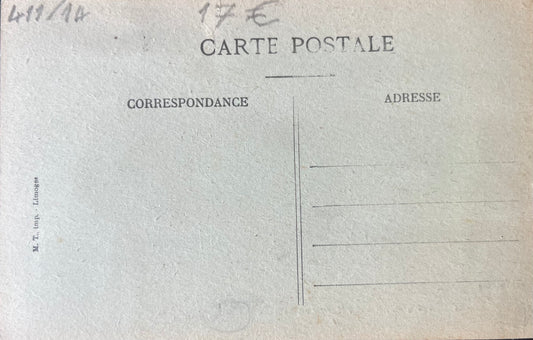 411/1A
17 €
CARTE POSTALE
CORRESPONDANCE
ADRESSE
M. T. imp. Limoges